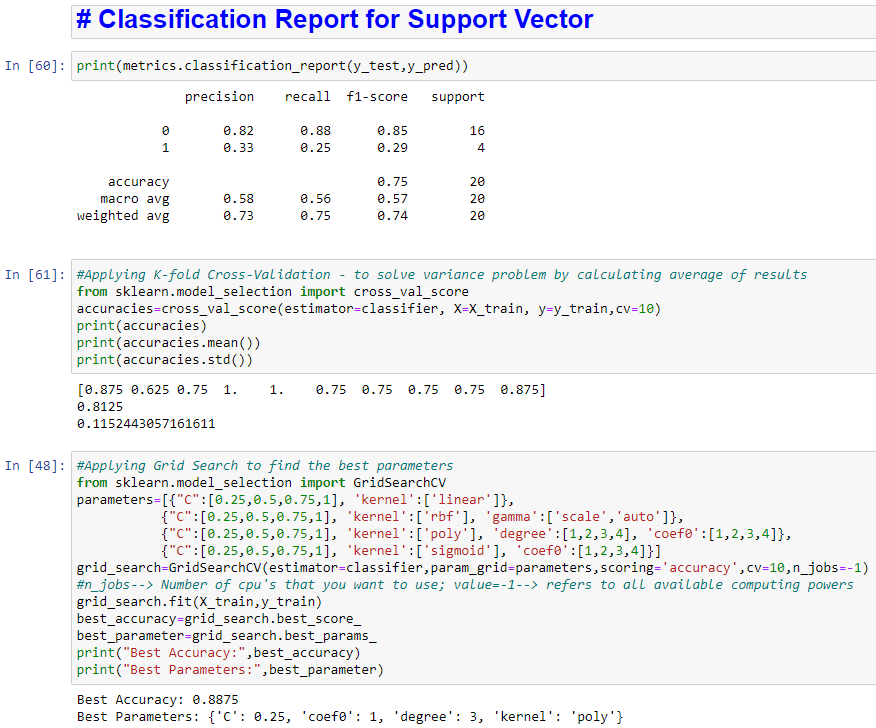 # Classification Report for Support Vector
In [60]: print(metrics.classification_report(y_test,y_pred))
precision recall f1-score support
0 0.82 0.88 0.85 16
1 0.33 0.25 0.29 4
accuracy 0.75 20
macro avg 0.58 0.56 0.57 20
weighted avg 0.73 0.75 0.74 20
In [61]: #Applying K-fold Cross-Validation - to solve variance problem by calculating average of results
from sklearn.model_selection import cross_val_score
accuracies=cross_val_score(estimator=classifier, X=X_train, y=y_train,cv=10)
print(accuracies)
print(accuracies.mean())
print(accuracies.std())
[0.875 0.625 0.75 1. 1. 0.75 0.75 0.75 0.75 0.875]
0.8125
0.1152443057161611
In [48]: #Applying Grid Search to find the best parameters
from sklearn.model_selection import GridSearchCV
parameters=[{"C":[0.25,0.5,0.75,1], 'kernel':['linear']},
{"C":[0.25,0.5,0.75,1], 'kernel':['rbf'], 'gamma':['scale','auto']},
{"C":[0.25,0.5,0.75,1], 'kernel':['poly'], 'degree':[1,2,3,4], 'coef0':[1,2,3,4]},
{"C":[0.25,0.5,0.75,1], 'kernel':['sigmoid'], 'coef0':[1,2,3,4]}]
grid_search=GridSearchCV(estimator=classifier,param_grid=parameters,scoring='accuracy',cv=10,n_jobs=-1)
#n_jobs--> Number of cpu's that you want to use; value=-1--> refers to all available computing powers
grid_search.fit(X_train,y_train)
best_accuracy=grid_search.best_score_
best_parameter=grid_search.best_params_
print("Best Accuracy:",best_accuracy)
print("Best Parameters:",best_parameter)
Best Accuracy: 0.8875
Best Parameters: {'C': 0.25, 'coef0': 1, 'degree': 3, 'kernel': 'poly'}